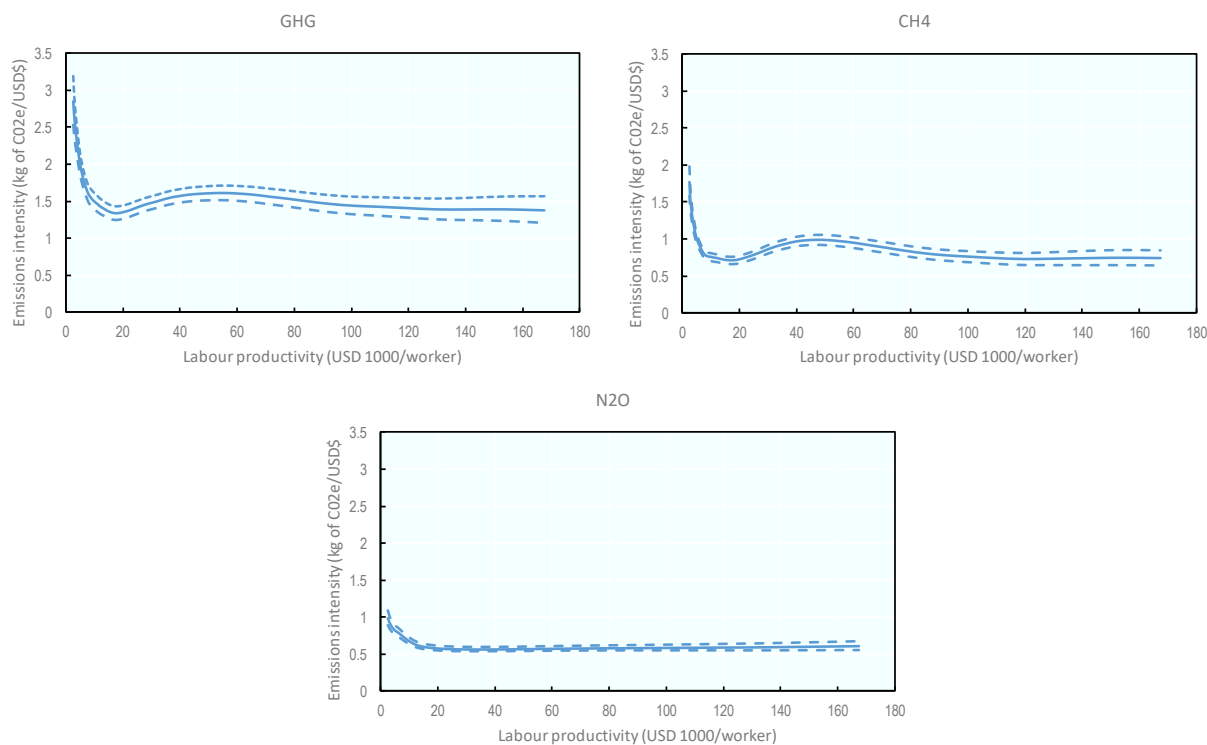 GHG
Emissions intensity (kg of C02e/USD$)
3.5
3
2.5
2
1.5
1
0.5
0
0 20 40 60 80 100 120 140 160 180
Labour productivity (USD 1000/worker)
CH4
Emissions intensity (kg of C02e/USD$)
3.5
3
2.5
2
1.5
1
0.5
0
0 20 40 60 80 100 120 140 160 180
Labour productivity (USD 1000/worker)
N2O
Emissions intensity (kg of C02e/USD$
3.5
3
2.5
2
1.5
1
0.5
0
0 20 40 60 80 100 120 140 160 180
Labour productivity (USD 1000/worker)